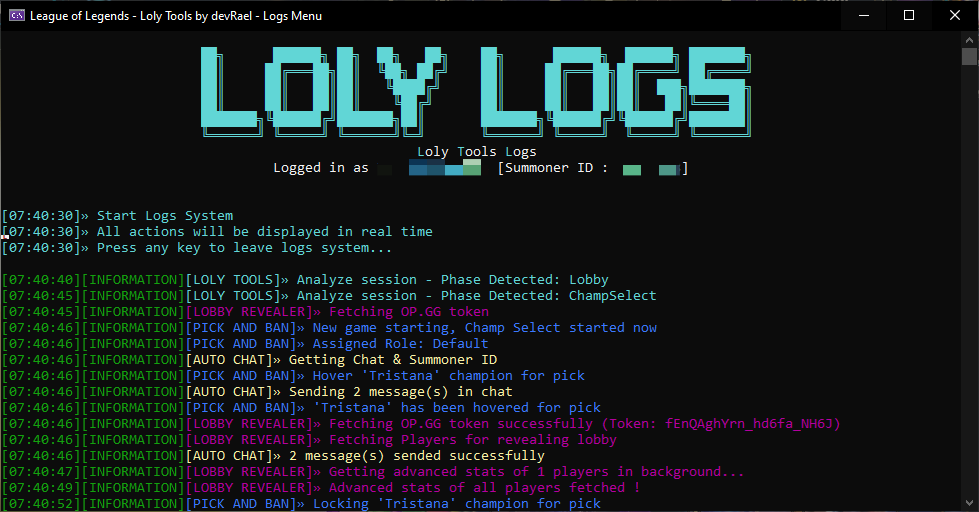 League of Legends - Loly Tools by devRael - Logs Menu
LOLY LOGS
Loly Tools Logs
Logged in as [Summoner ID : ]
[07:40:30]» Start Logs System
[07:40:30]» All actions will be displayed in real time
[07:40:30]» Press any key to leave logs system...
[07:40:40][INFORMATION][LOLY TOOLS]» Analyze session - Phase Detected: Lobby
[07:40:45][INFORMATION][LOLY TOOLS]» Analyze session - Phase Detected: ChampSelect
[07:40:45][INFORMATION][LOBBY REVEALER]» Fetching OP.GG token
[07:40:46][INFORMATION][PICK AND BAN]» New game starting, Champ Select started now
[07:40:46][INFORMATION][PICK AND BAN]» Assigned Role: Default
[07:40:46][INFORMATION][AUTO CHAT]» Getting Chat & Summoner ID
[07:40:46][INFORMATION][PICK AND BAN]» Hover 'Tristana' champion for pick
[07:40:46][INFORMATION][AUTO CHAT]» Sending 2 message(s) in chat
[07:40:46][INFORMATION][PICK AND BAN]» 'Tristana' has been hovered for pick
[07:40:46][INFORMATION][LOBBY REVEALER]» Fetching OP.GG token successfully (Token: fEnQAghYrn_hd6fa_NH6J)
[07:40:46][INFORMATION][LOBBY REVEALER]» Fetching Players for revealing lobby
[07:40:46][INFORMATION][AUTO CHAT]» 2 message(s) sent successfully
[07:40:47][INFORMATION][LOBBY REVEALER]» Getting advanced stats of 1 players in background...
[07:40:49][INFORMATION][LOBBY REVEALER]» Advanced stats of all players fetched !
[07:40:52][INFORMATION][PICK AND BAN]» Locking 'Tristana' champion for pick